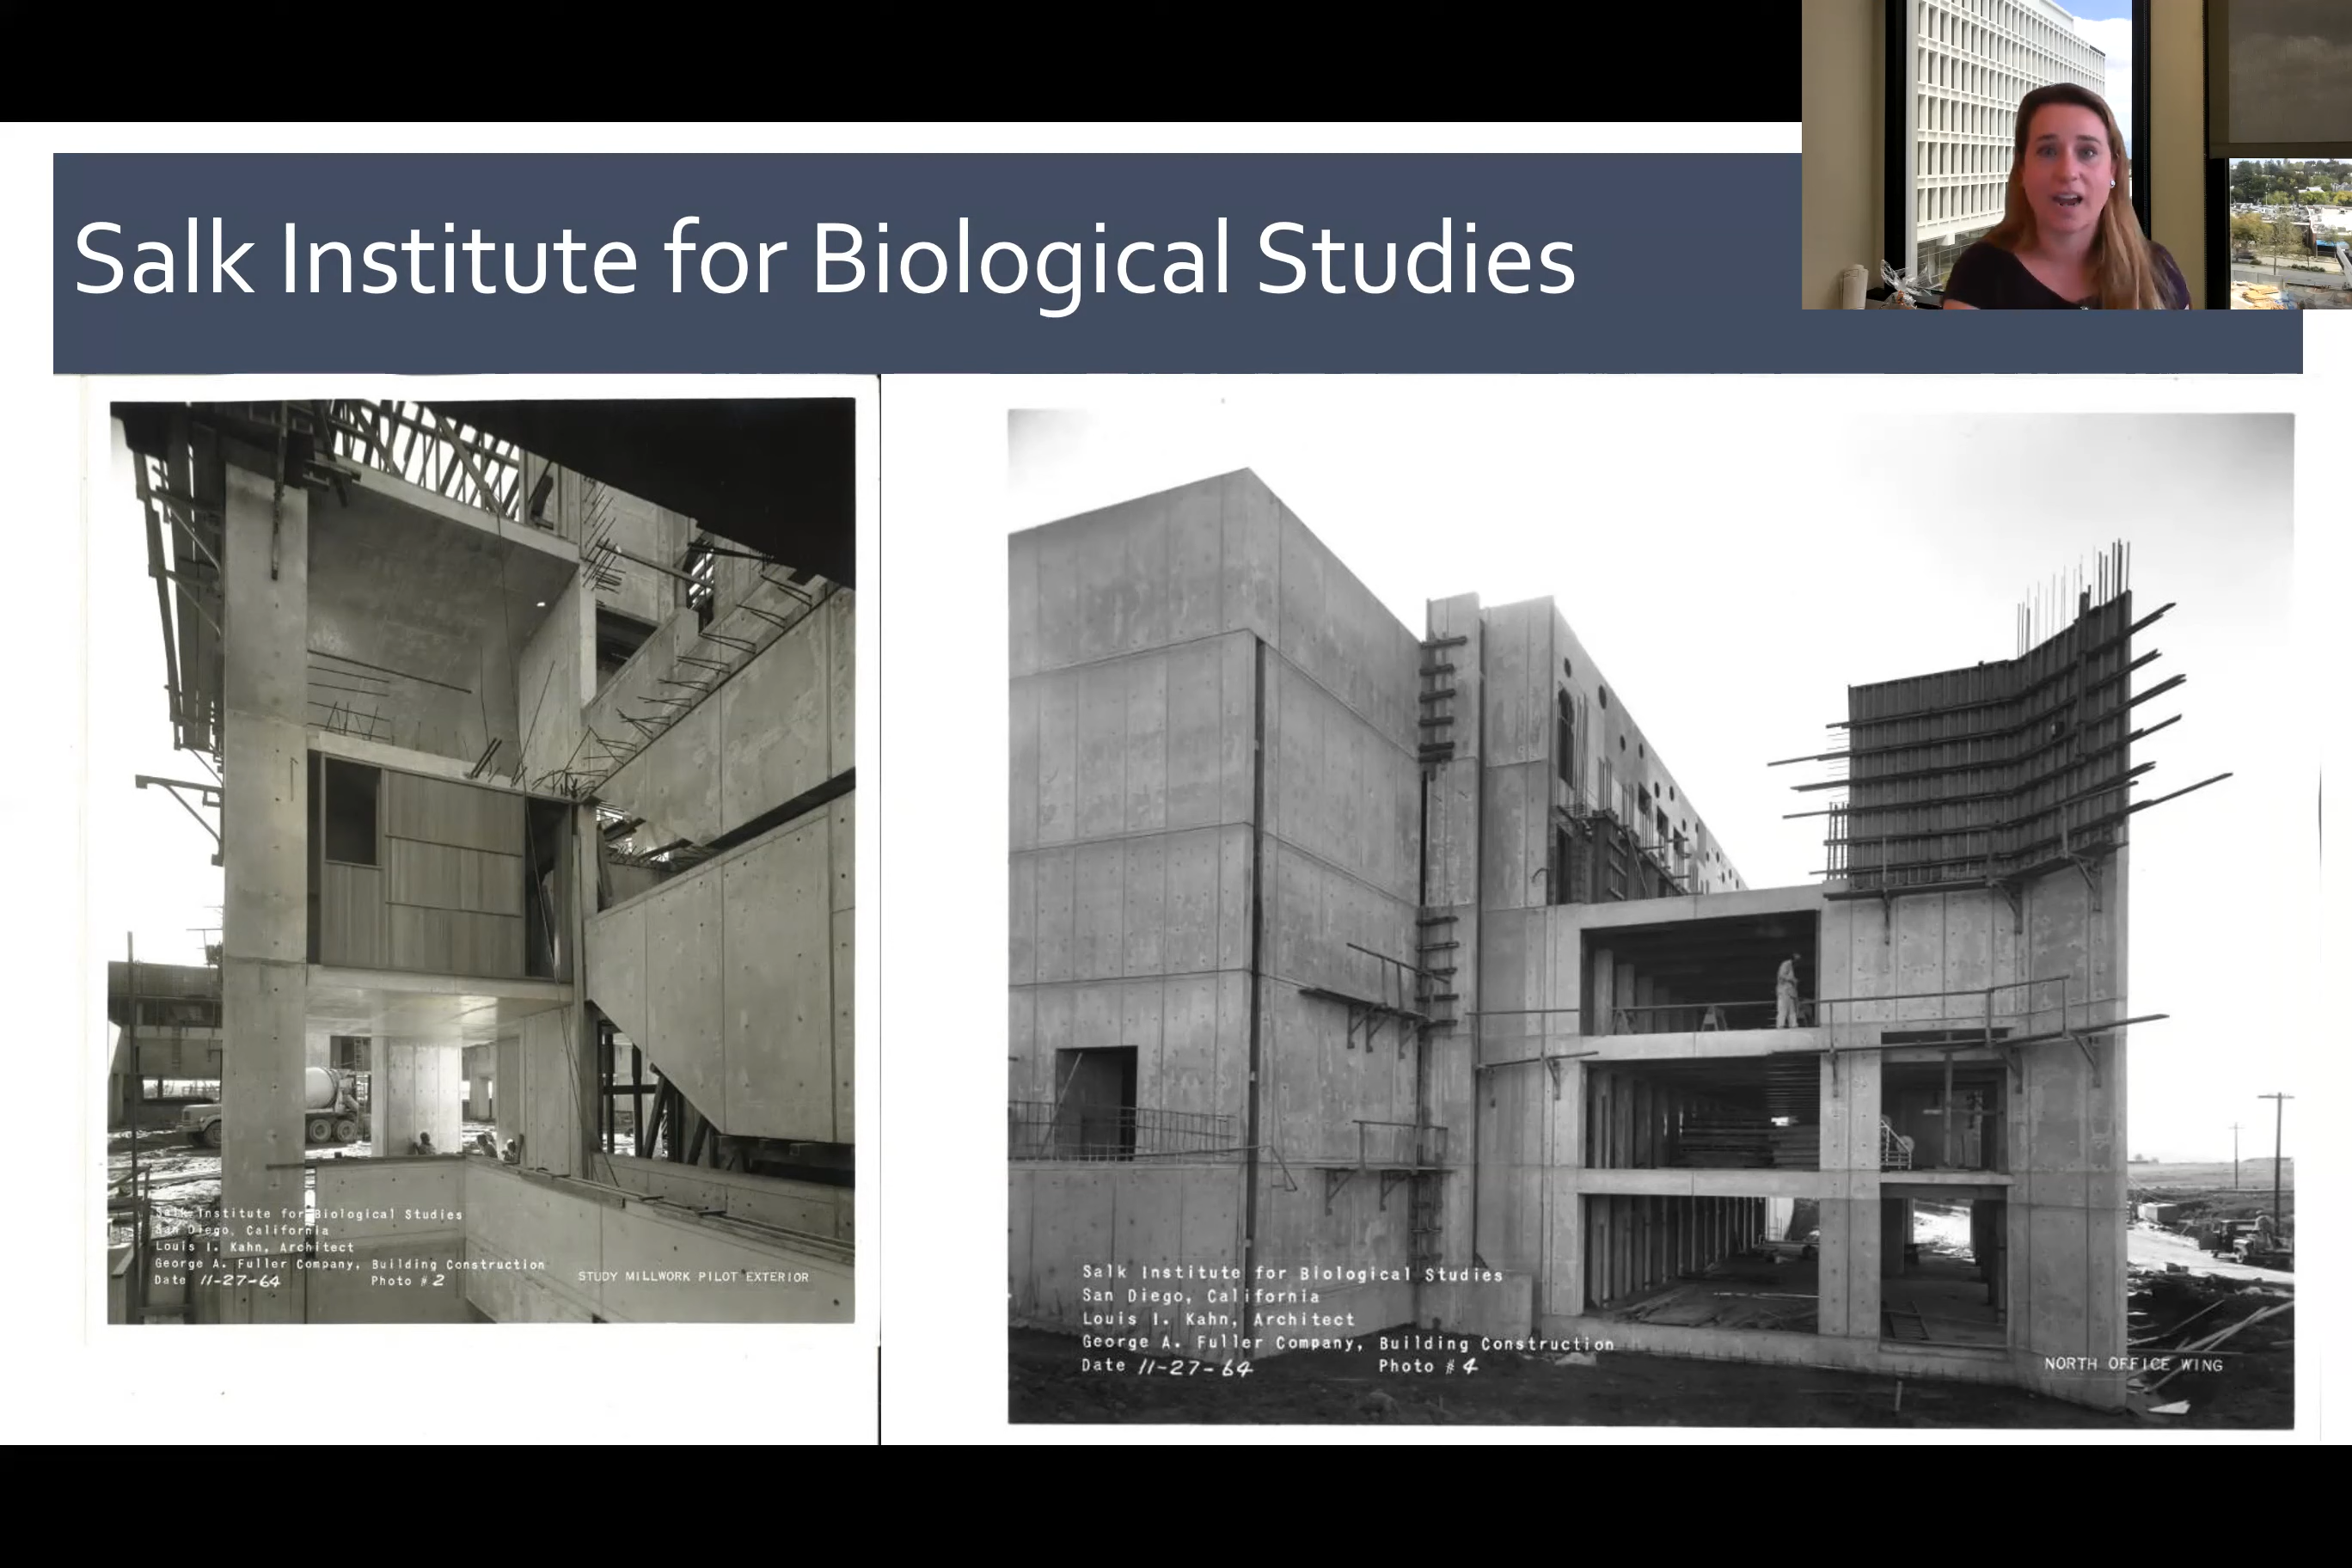 Salk Institute for Biological Studies
Salk Institute for Biological Studies
San Diego, California
Louis I. Kahn, Architect
George A. Fuller Company, Building Construction
Date 11-27-64 Photo # 2
STUDY MILLWORK PILOT EXTERIOR
Salk Institute for Biological Studies
San Diego, California
Louis I. Kahn, Architect
George A. Fuller Company, Building Construction
Date 11-27-64 Photo # 4
NORTH OFFICE WING